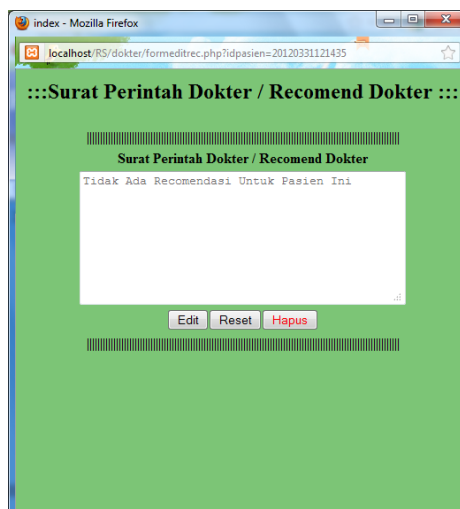 index - Mozilla Firefox
localhost/RS/dokter/formeditrec.php?idpasien=20120331121435
:::Surat Perintah Dokter / Recomend Dokter :::
Surat Perintah Dokter / Recomend Dokter
Tidak Ada Recomendasi Untuk Pasien Ini
Edit Reset Hapus